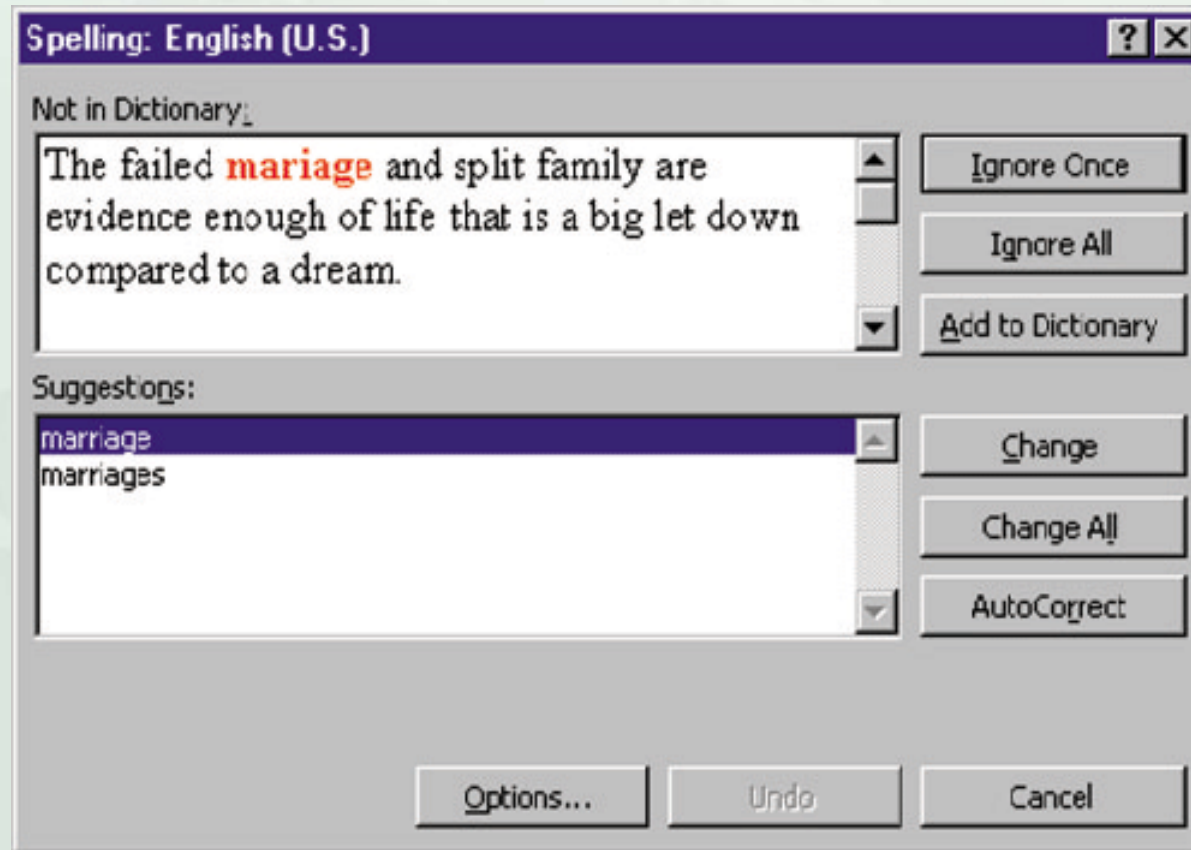 Spelling: English (U.S.)
Not in Dictionary:
The failed mariage and split family are
evidence enough of life that is a big let down
compared to a dream.
Ignore Once
Ignore All
Add to Dictionary
Suggestions:
marriage
marriages
Change
Change All
AutoCorrect
Options...
Undo
Cancel